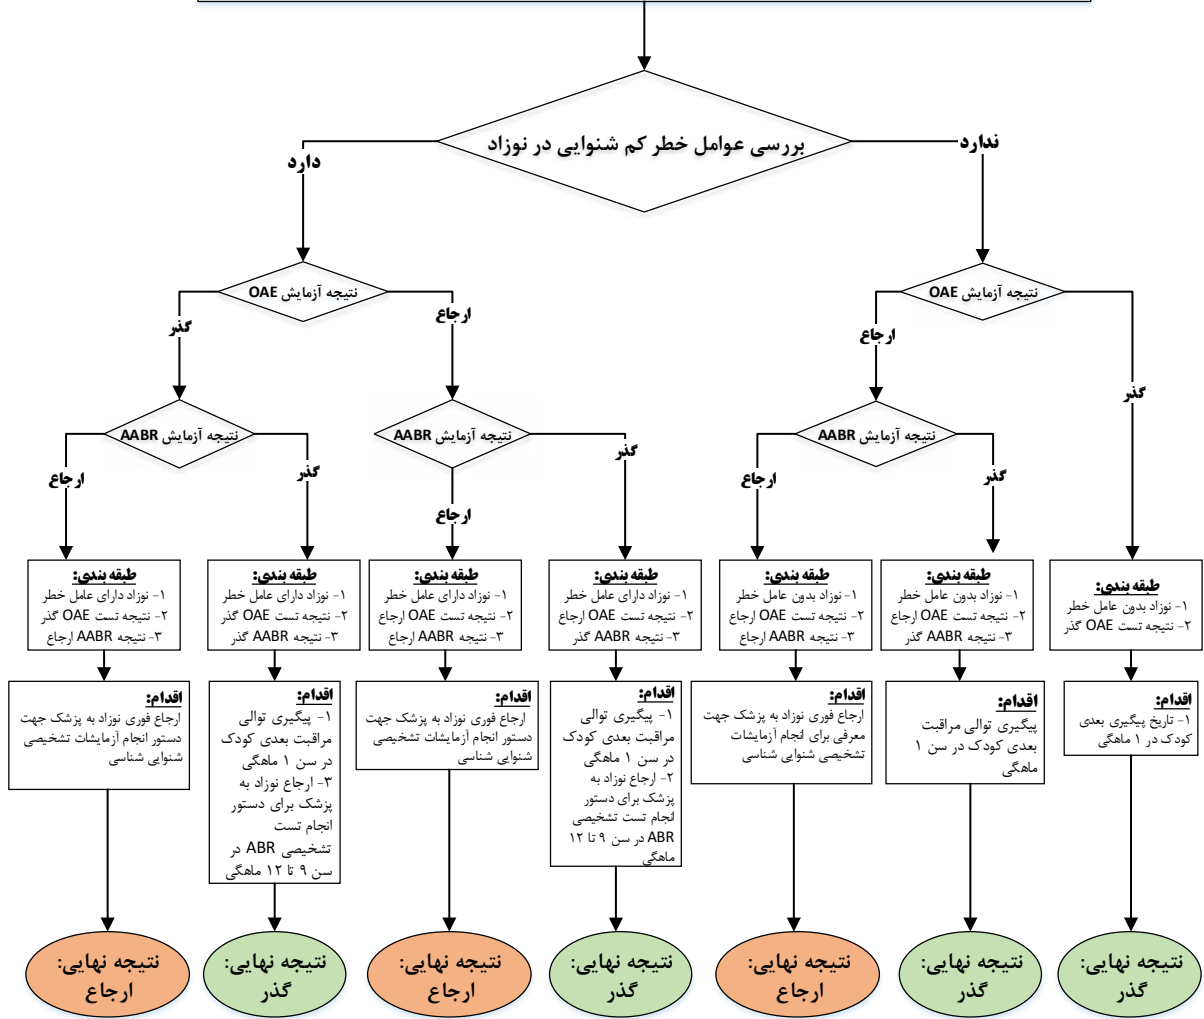 بررسی عوامل خطر کم شنوایی در نوزاد
ندارد
دارد
نتیجه آزمایش OAE
نتیجه آزمایش OAE
گذر
ارجاع
ارجاع
گذر
نتیجه آزمایش AABR
نتیجه آزمایش AABR
نتیجه آزمایش AABR
ارجاع
گذر
ارجاع
گذر
ارجاع
گذر
طبقه بندی:
۱- نوزاد بدون عامل خطر
۲- نتیجه تست OAE گذر
طبقه بندی:
۱- نوزاد بدون عامل خطر
۲- نتیجه تست OAE ارجاع
۳- نتیجه AABR گذر
طبقه بندی:
۱- نوزاد بدون عامل خطر
۲- نتیجه تست OAE ارجاع
۳- نتیجه AABR ارجاع
طبقه بندی:
۱- نوزاد دارای عامل خطر
۲- نتیجه تست OAE ارجاع
۳- نتیجه AABR گذر
طبقه بندی:
۱- نوزاد دارای عامل خطر
۲- نتیجه تست OAE ارجاع
۳- نتیجه AABR ارجاع
طبقه بندی:
۱- نوزاد دارای عامل خطر
۲- نتیجه تست OAE گذر
۳- نتیجه AABR گذر
طبقه بندی:
۱- نوزاد دارای عامل خطر
۲- نتیجه تست OAE گذر
۳- نتیجه AABR ارجاع
اقدام:
۱- تاریخ پیگیری بعدی
کودک در ۱ ماهگی
اقدام:
پیگیری توالی مراقبت
بعدی کودک در سن ۱
ماهگی
اقدام:
ارجاع فوری نوزاد به پزشک جهت
معرفی برای انجام آزمایشات
تشخیصی شنوایی شناسی
اقدام:
۱- پیگیری توالی
مراقبت بعدی کودک
در سن ۱ ماهگی
۲- ارجاع نوزاد به
پزشک برای دستور
انجام تست تشخیصی
ABR در سن ۹ تا ۱۲
ماهگی
اقدام:
ارجاع فوری نوزاد به پزشک جهت
دستور انجام آزمایشات تشخیصی
شنوایی شناسی
اقدام:
۱- پیگیری توالی
مراقبت بعدی کودک
در سن ۱ ماهگی
۳- ارجاع نوزاد به
پزشک برای دستور
انجام تست
تشخیصی ABR در
سن ۹ تا ۱۲ ماهگی
اقدام:
ارجاع فوری نوزاد به پزشک جهت
دستور انجام آزمایشات تشخیصی
شنوایی شناسی
نتیجه نهایی:
گذر
نتیجه نهایی:
گذر
نتیجه نهایی:
ارجاع
نتیجه نهایی:
گذر
نتیجه نهایی:
ارجاع
نتیجه نهایی:
گذر
نتیجه نهایی:
ارجاع